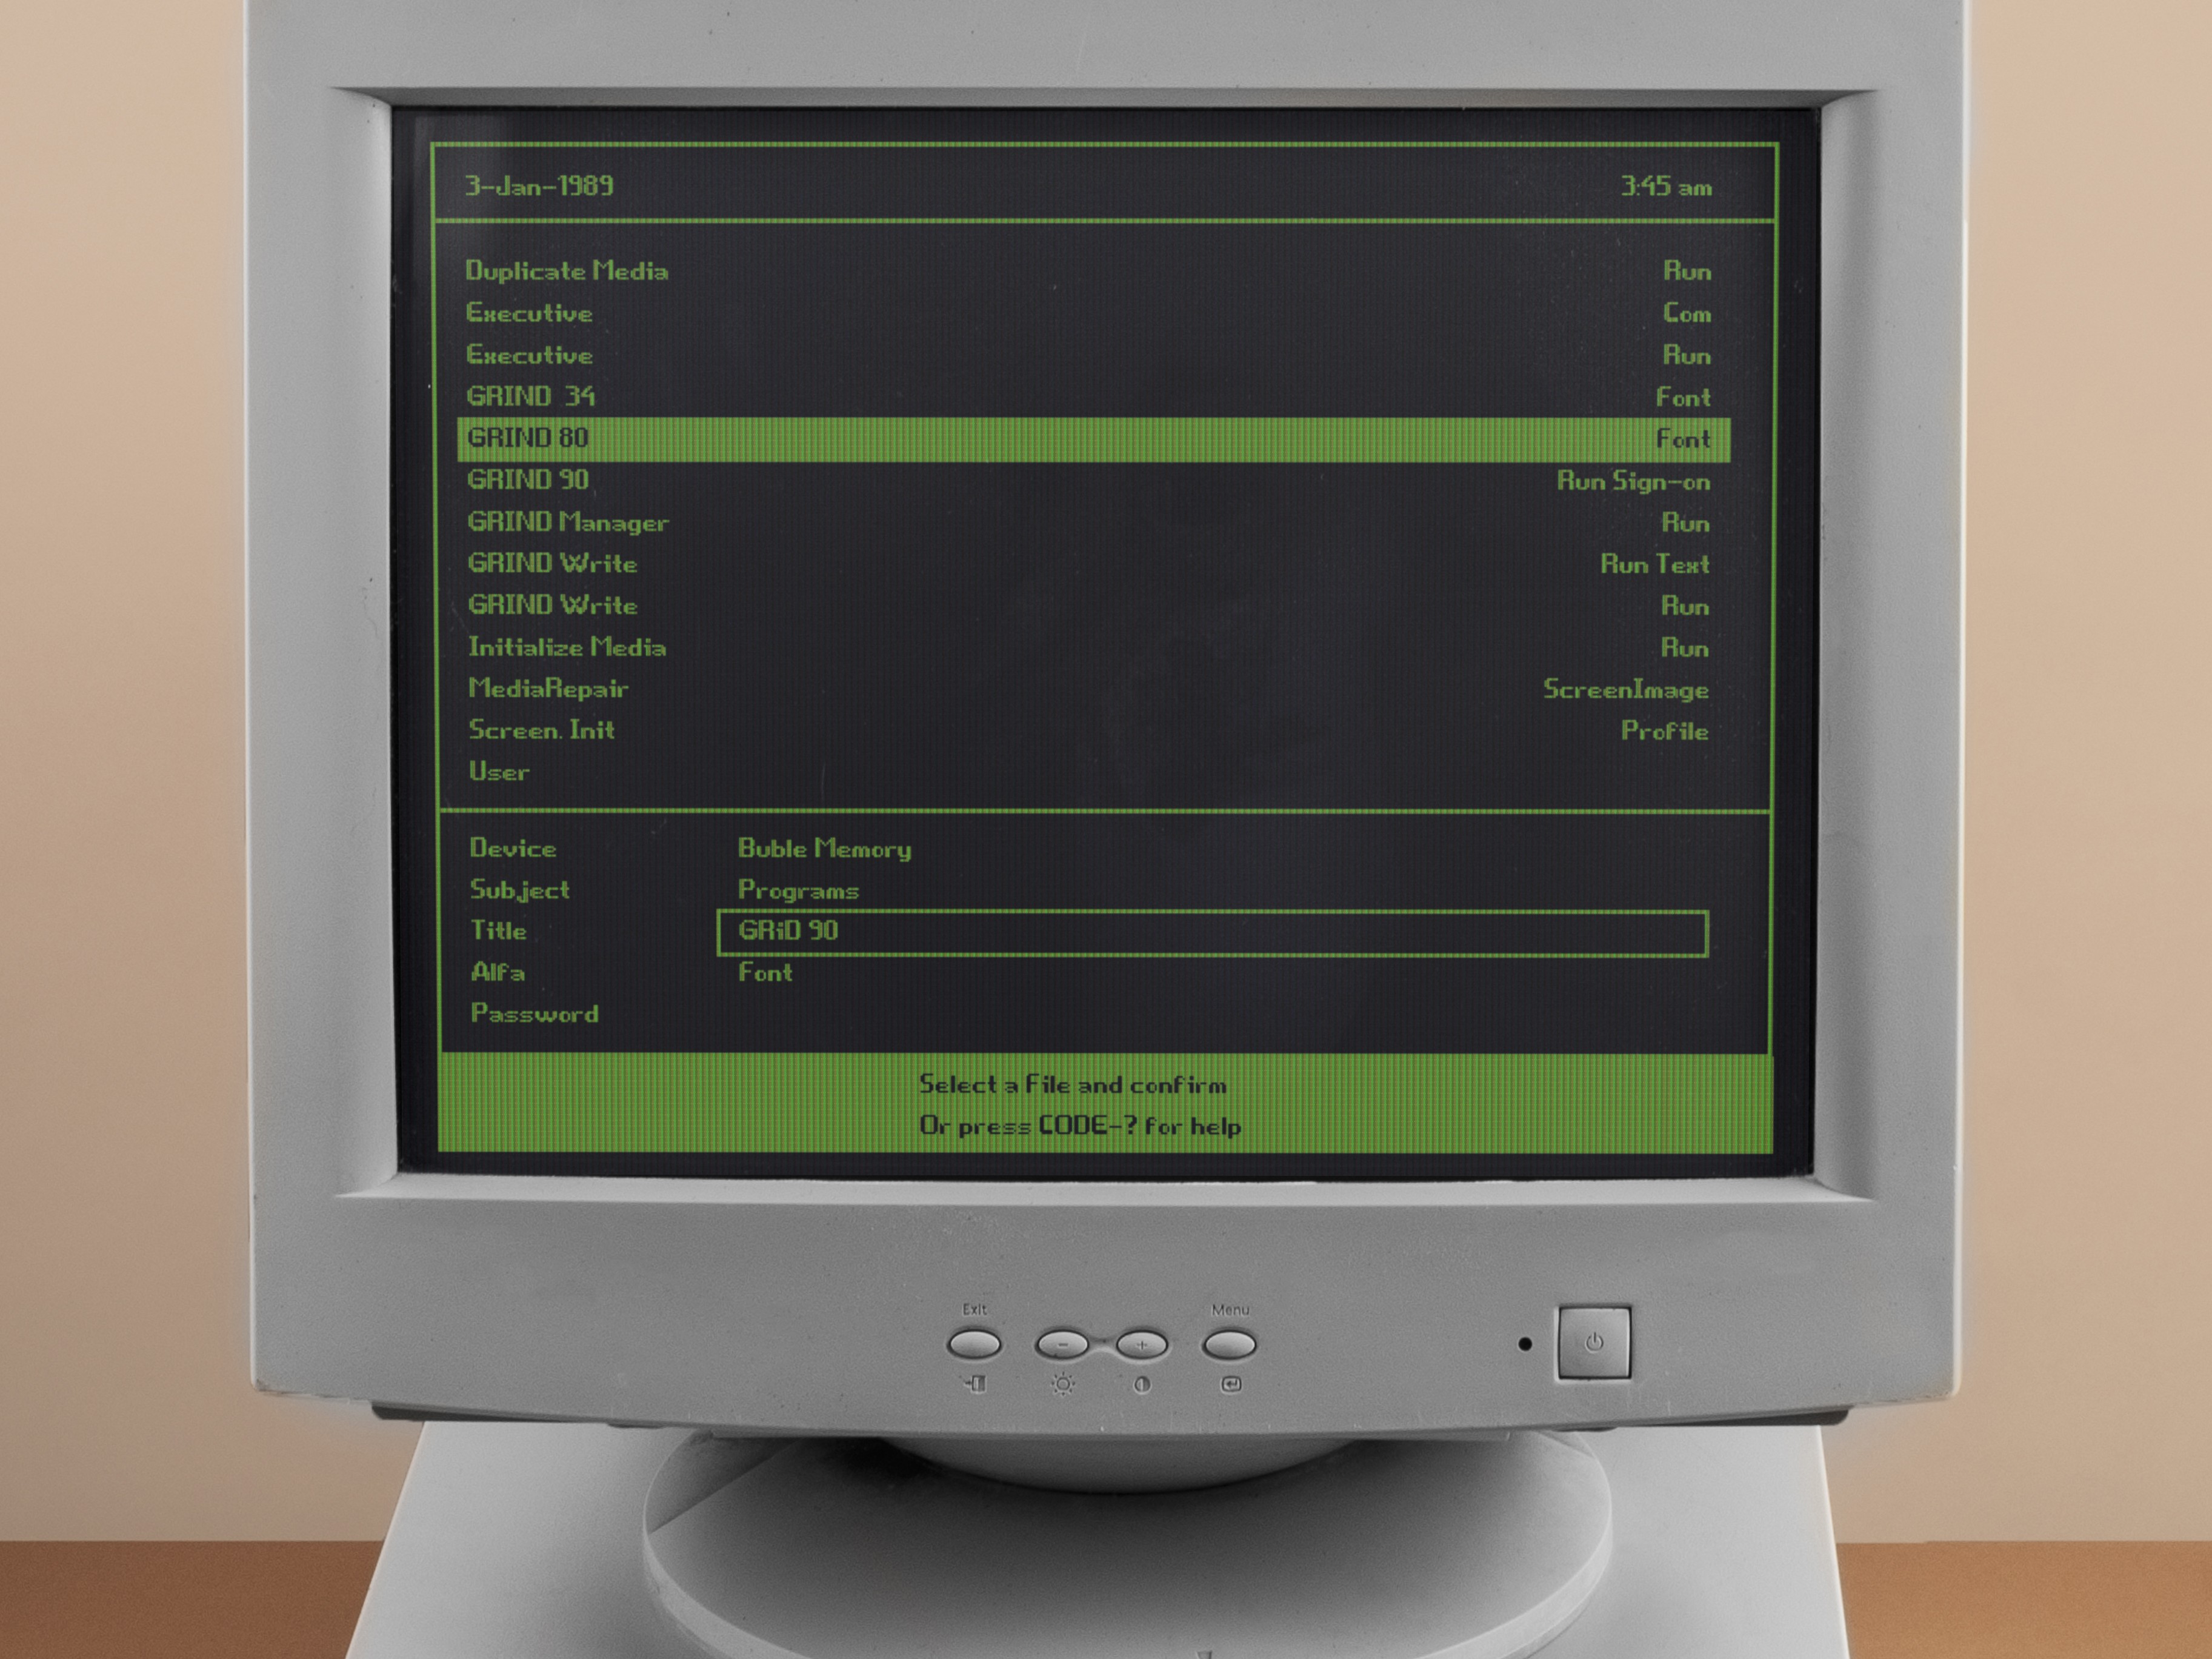 3-Jan-1989 3:45 am
Duplicate Media Run
Executive Com
Executive Run
GRIND 34 Font
GRIND 80 Font
GRIND 90 Run Sign-on
GRIND Manager Run
GRIND Write Run Text
GRIND Write Run
Initialize Media Run
MediaRepair ScreenImage
Screen. Init Profile
User
Device Buble Memory
Subject Programs
Title GRiD 90
Alfa Font
Password
Select a File and confirm
Or press CODE-? for help
Exit Menu
- +